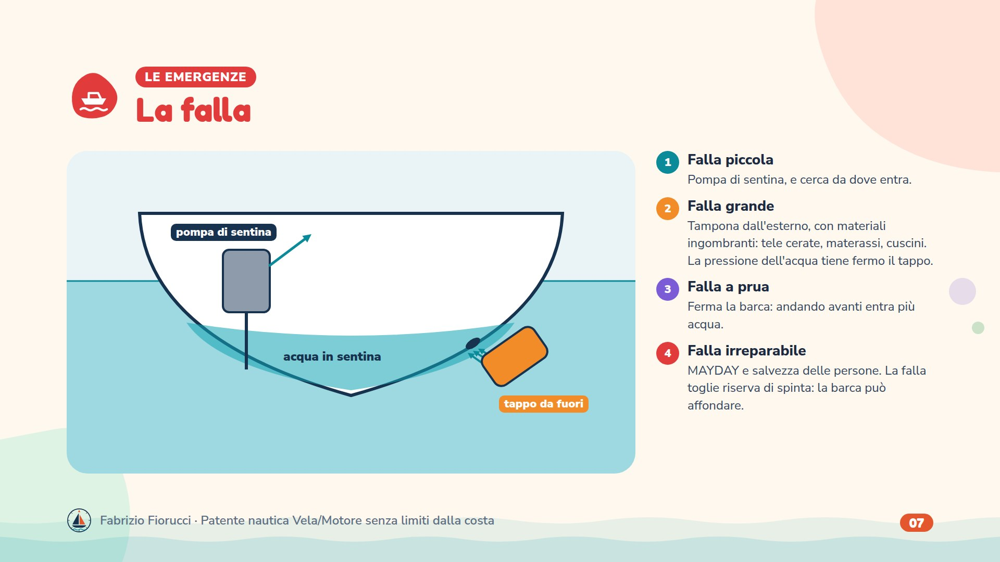 LE EMERGENZE
La falla
pompa di sentina
acqua in sentina
tappo da fuori
1
Falla piccola
Pompa di sentina, e cerca da dove entra.
2
Falla grande
Tampona dall'esterno, con materiali
ingombranti: tele cerate, materassi, cuscini.
La pressione dell'acqua tiene fermo il tappo.
3
Falla a prua
Ferma la barca: andando avanti entra più
acqua.
4
Falla irreparabile
MAYDAY e salvezza delle persone. La falla
toglie riserva di spinta: la barca può
affondare.
Fabrizio Fiorucci · Patente nautica Vela/Motore senza limiti dalla costa
07